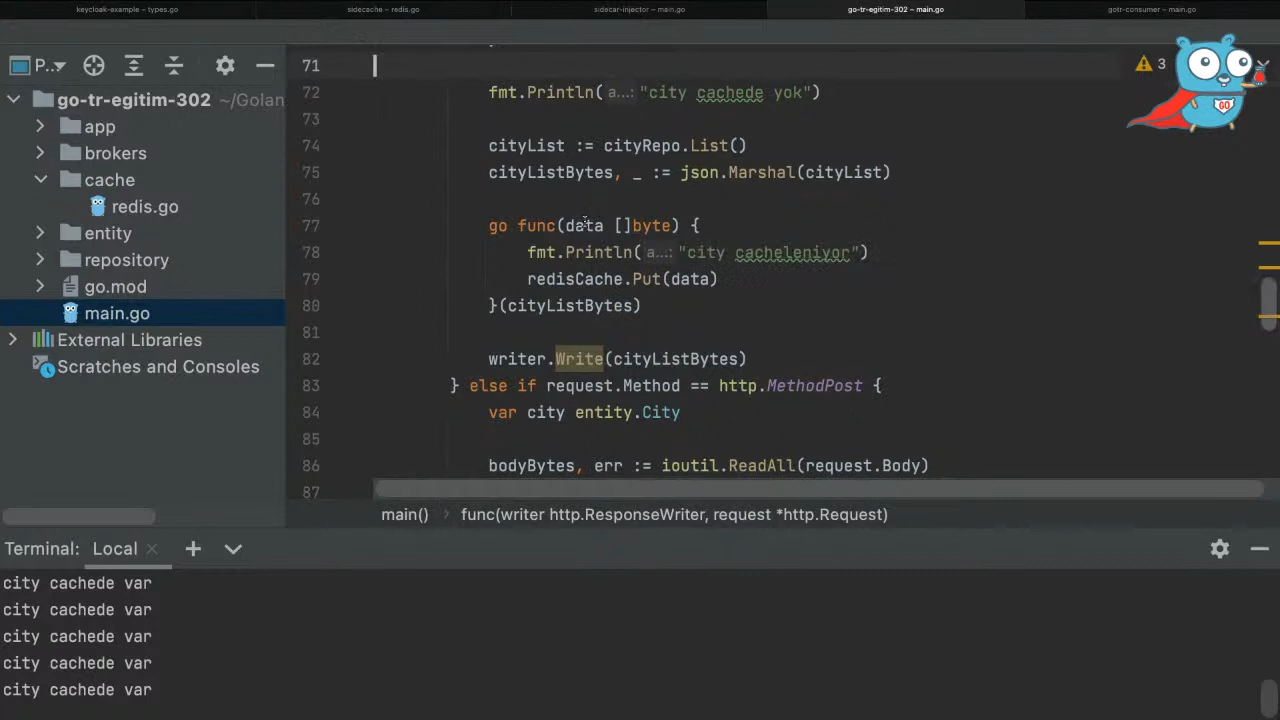 keycloak-example – types.go
sidecache – redis.go
sidecar-injector – main.go
go-tr-egitim-302 – main.go
gotr-consumer – main.go
P..
3
GO
go-tr-egitim-302 ~/Golan
app
brokers
cache
redis.go
entity
repository
go.mod
main.go
External Libraries
Scratches and Consoles
71
72 fmt.Println( a...: "city cachede yok")
73
74 cityList := cityRepo.List()
75 cityListBytes, _ := json.Marshal(cityList)
76
77 go func(data []byte) {
78 fmt.Println( a...: "city cacheleniyor")
79 redisCache.Put(data)
80 }(cityListBytes)
81
82 writer.Write(cityListBytes)
83 } else if request.Method == http.MethodPost {
84 var city entity.City
85
86 bodyBytes, err := ioutil.ReadAll(request.Body)
87
main() func(writer http.ResponseWriter, request *http.Request)
Terminal: Local
city cachede var
city cachede var
city cachede var
city cachede var
city cachede var